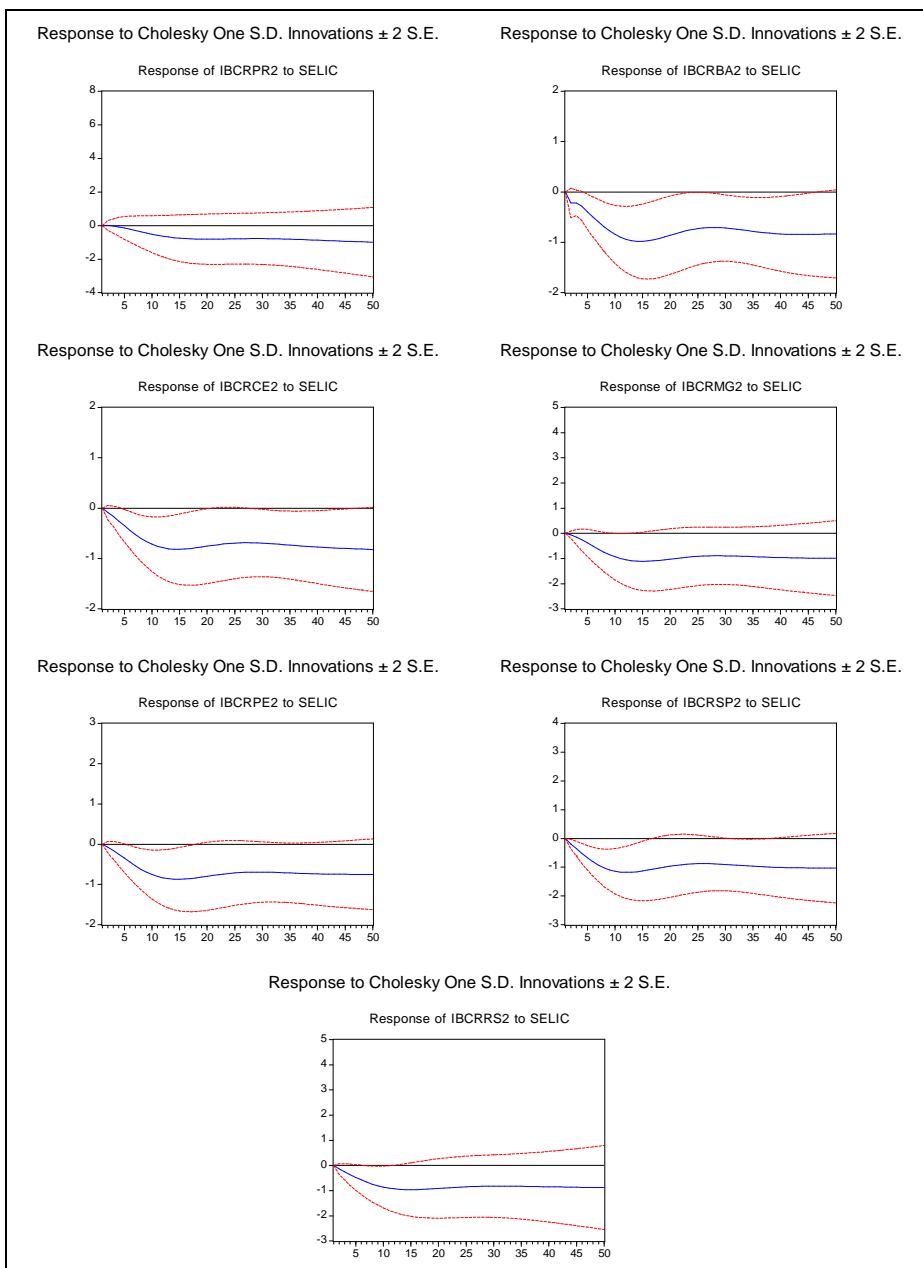 Response to Cholesky One S.D. Innovations ± 2 S.E.
Response of IBCRPR2 to SELIC
8
6
4
2
0
-2
-4
5 10 15 20 25 30 35 40 45 50
Response to Cholesky One S.D. Innovations ± 2 S.E.
Response of IBCRBA2 to SELIC
2
1
0
-1
-2
5 10 15 20 25 30 35 40 45 50
Response to Cholesky One S.D. Innovations ± 2 S.E.
Response of IBCRCE2 to SELIC
2
1
0
-1
-2
5 10 15 20 25 30 35 40 45 50
Response to Cholesky One S.D. Innovations ± 2 S.E.
Response of IBCRMG2 to SELIC
5
4
3
2
1
0
-1
-2
-3
5 10 15 20 25 30 35 40 45 50
Response to Cholesky One S.D. Innovations ± 2 S.E.
Response of IBCRPE2 to SELIC
3
2
1
0
-1
-2
5 10 15 20 25 30 35 40 45 50
Response to Cholesky One S.D. Innovations ± 2 S.E.
Response of IBCRSP2 to SELIC
4
3
2
1
0
-1
-2
-3
5 10 15 20 25 30 35 40 45 50
Response to Cholesky One S.D. Innovations ± 2 S.E.
Response of IBCRRS2 to SELIC
5
4
3
2
1
0
-1
-2
-3
5 10 15 20 25 30 35 40 45 50